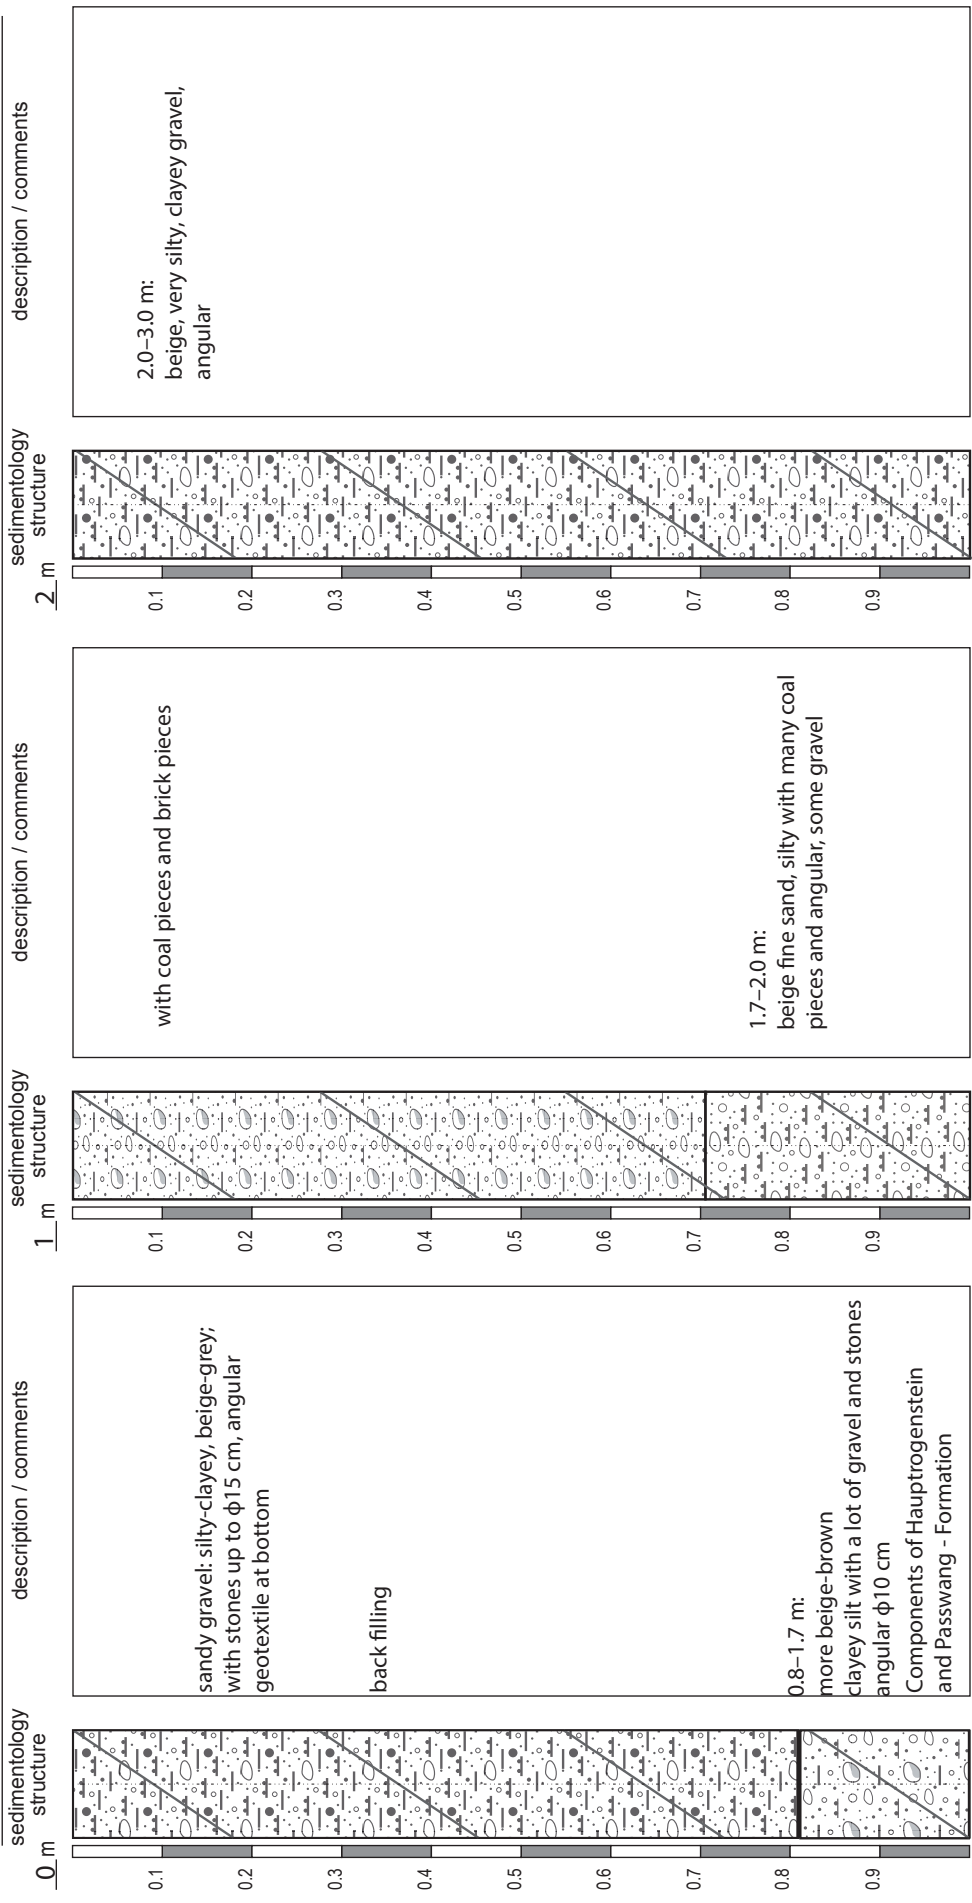 0 m
sedimentology
structure
description / comments
0.1
0.2
0.3
0.4
0.5
0.6
0.7
0.8
0.9
sandy gravel: silty-clayey, beige-grey;
with stones up to ϕ15 cm, angular
geotextile at bottom
back filling
0.8–1.7 m:
more beige-brown
clayey silt with a lot of gravel and stones
angular ϕ10 cm
Components of Hauptrogenstein
and Passwang - Formation
1 m
sedimentology
structure
description / comments
0.1
0.2
0.3
0.4
0.5
0.6
0.7
0.8
0.9
with coal pieces and brick pieces
1.7–2.0 m:
beige fine sand, silty with many coal
pieces and angular, some gravel
2 m
sedimentology
structure
description / comments
0.1
0.2
0.3
0.4
0.5
0.6
0.7
0.8
0.9
2.0–3.0 m:
beige, very silty, clayey gravel,
angular